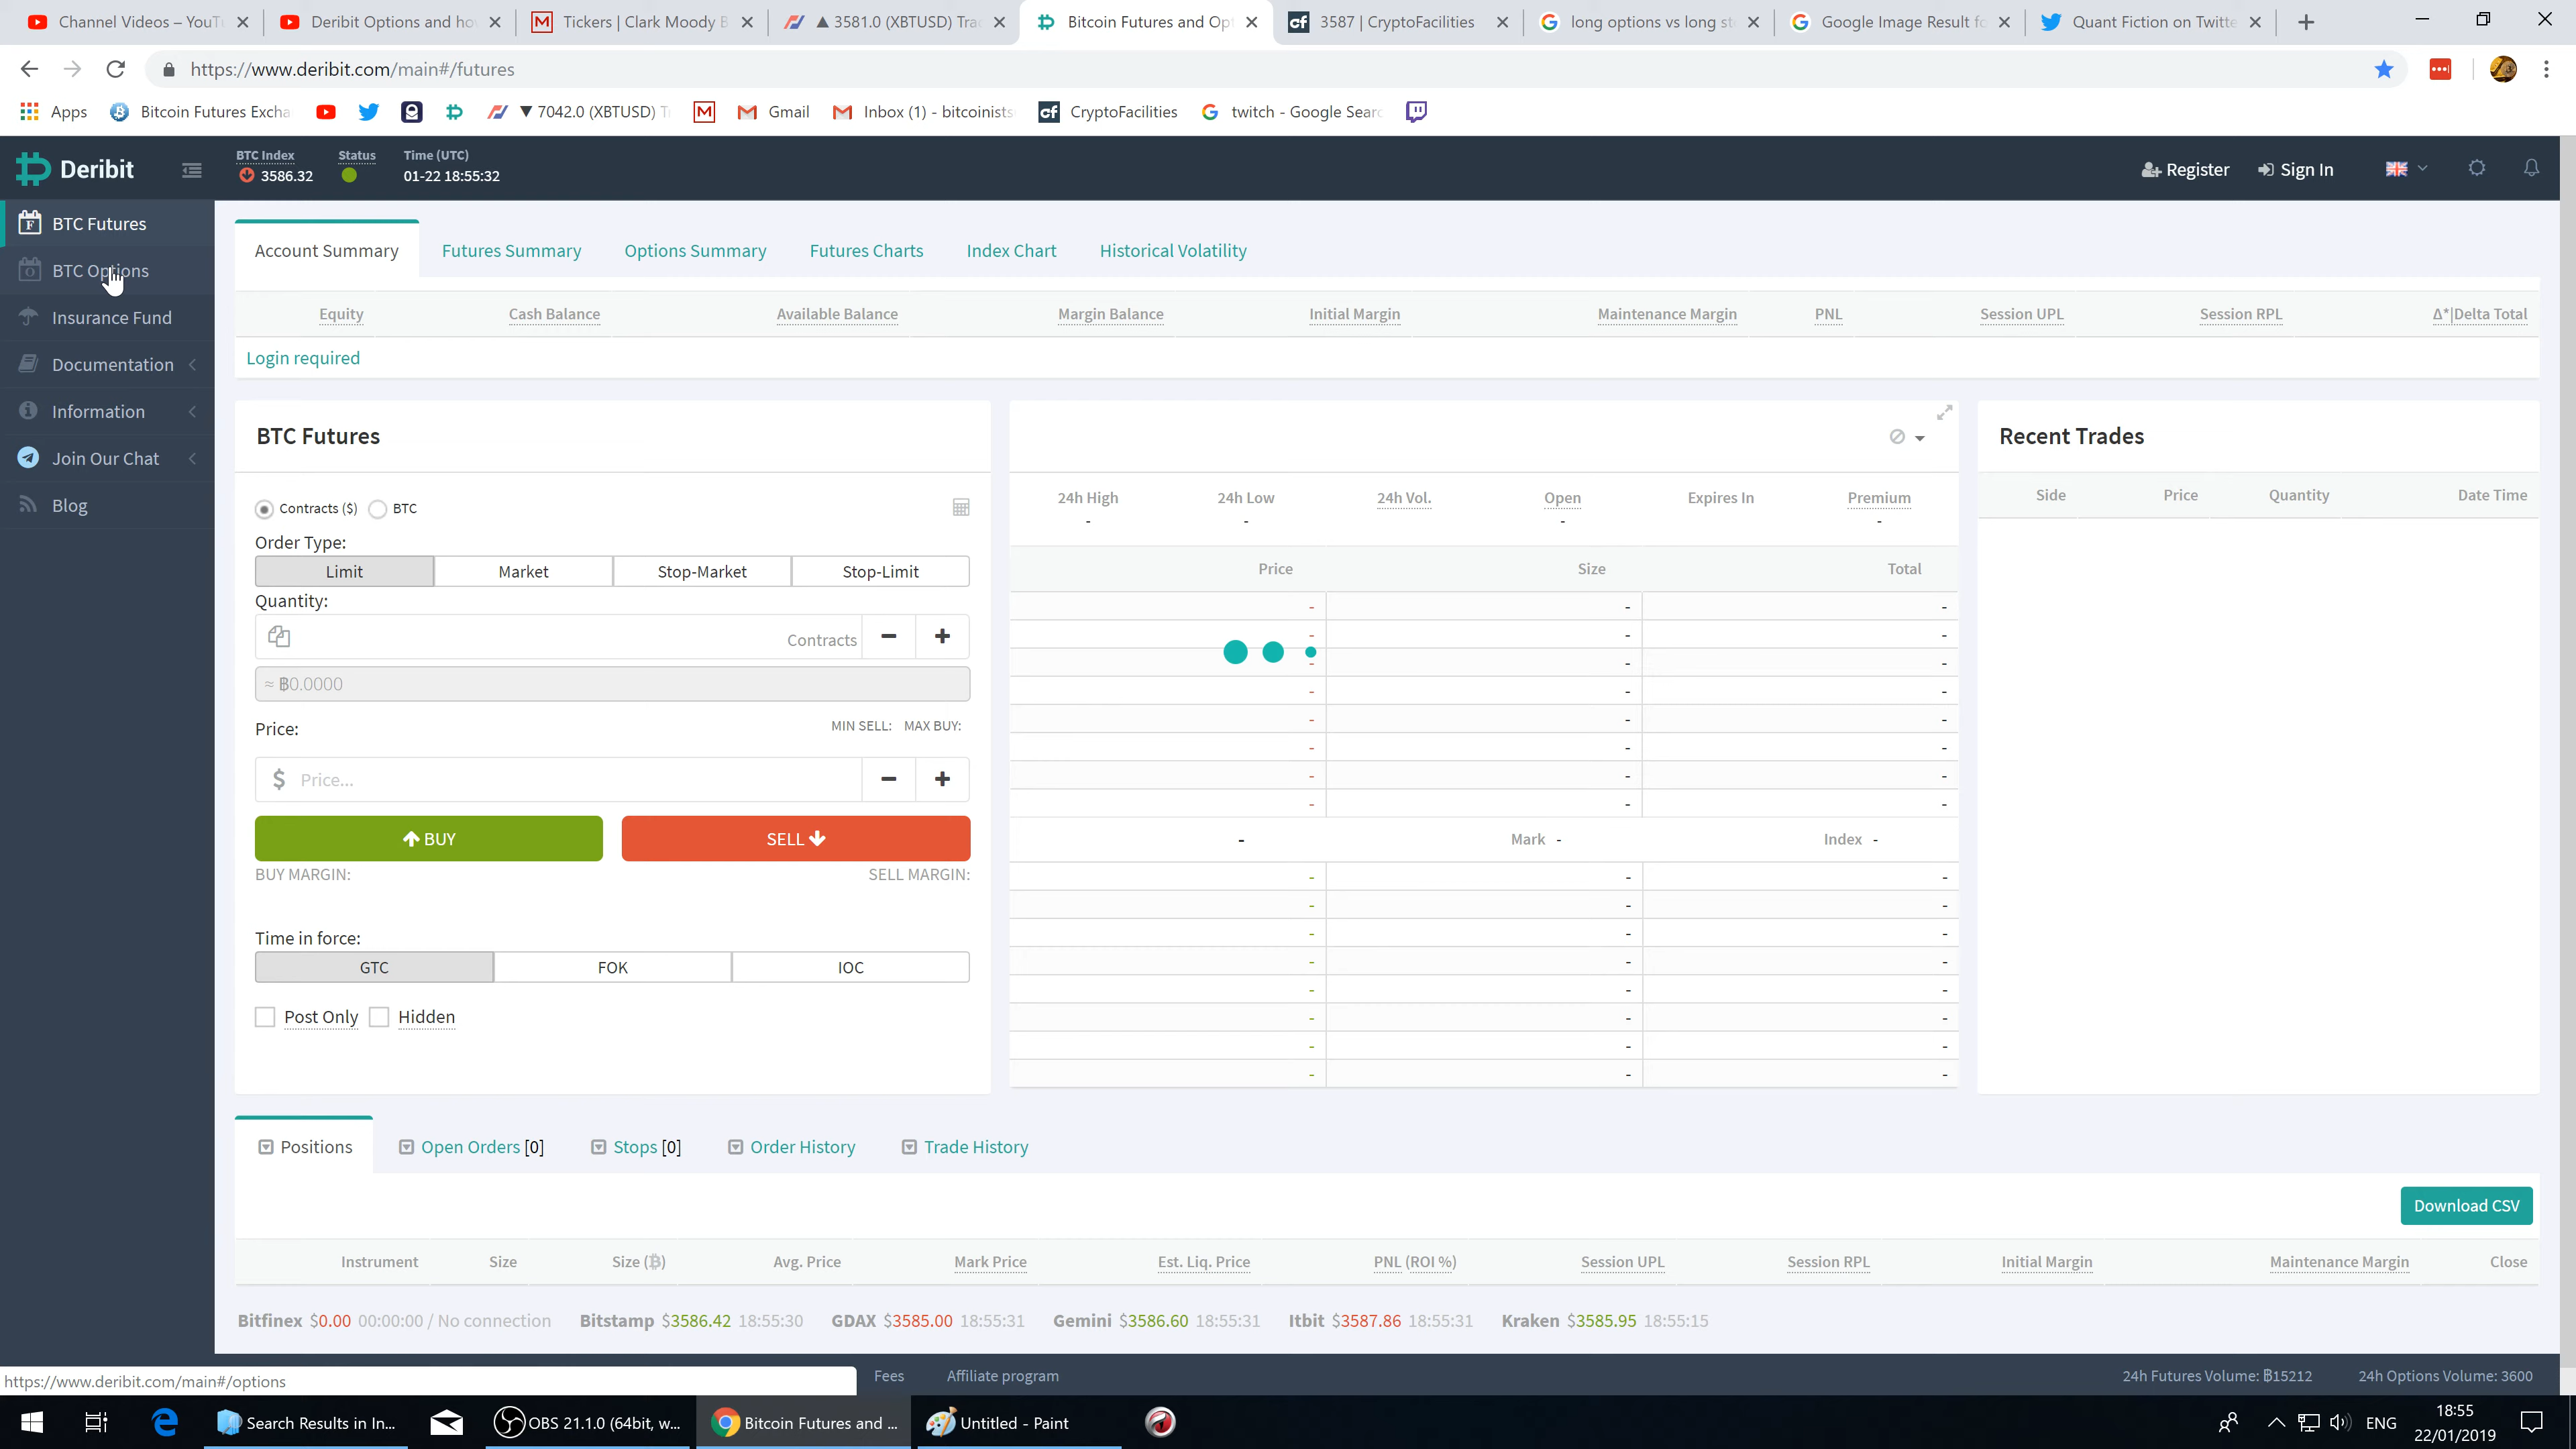 Channel Videos – YouT
Deribit Options and ho
Tickers | Clark Moody B
▲ 3581.0 (XBTUSD) Tra
Bitcoin Futures and Opt
3587 | CryptoFacilities
long options vs long st
Google Image Result fo
Quant Fiction on Twitte
https://www.deribit.com/main#/futures
Apps
Bitcoin Futures Excha
▼ 7042.0 (XBTUSD) T
Gmail
Inbox (1) - bitcoinists
CryptoFacilities
twitch - Google Searc
Deribit
BTC Index
3586.32
Status
Time (UTC)
01-22 18:55:32
Register
Sign In
BTC Futures
BTC Options
Insurance Fund
Documentation
Information
Join Our Chat
Blog
Account Summary
Futures Summary
Options Summary
Futures Charts
Index Chart
Historical Volatility
Equity
Cash Balance
Available Balance
Margin Balance
Initial Margin
Maintenance Margin
PNL
Session UPL
Session RPL
Δ*|Delta Total
Login required
BTC Futures
Contracts ($)
BTC
Order Type:
Limit
Market
Stop-Market
Stop-Limit
Quantity:
Contracts
≈ ฿0.0000
Price:
MIN SELL:
MAX BUY:
$ Price...
BUY
SELL
BUY MARGIN:
SELL MARGIN:
Time in force:
GTC
FOK
IOC
Post Only
Hidden
24h High
24h Low
24h Vol.
Open
Expires In
Premium
- - - -
Price
Size
Total
- - -
- - -
- - -
- - -
- - -
- - -
- - -
- - -
-
Mark -
Index -
- - -
- - -
- - -
- - -
- - -
- - -
- - -
- - -
Recent Trades
Side
Price
Quantity
Date Time
Positions
Open Orders [0]
Stops [0]
Order History
Trade History
Download CSV
Instrument
Size
Size (₿)
Avg. Price
Mark Price
Est. Liq. Price
PNL (ROI %)
Session UPL
Session RPL
Initial Margin
Maintenance Margin
Close
Bitfinex $0.00 00:00:00 / No connection
Bitstamp $3586.42 18:55:30
GDAX $3585.00 18:55:31
Gemini $3586.60 18:55:31
Itbit $3587.86 18:55:31
Kraken $3585.95 18:55:15
https://www.deribit.com/main#/options
Fees
Affiliate program
24h Futures Volume: ฿15212
24h Options Volume: 3600
Search Results in In...
OBS 21.1.0 (64bit, w...
Bitcoin Futures and ...
Untitled - Paint
ENG
18:55
22/01/2019